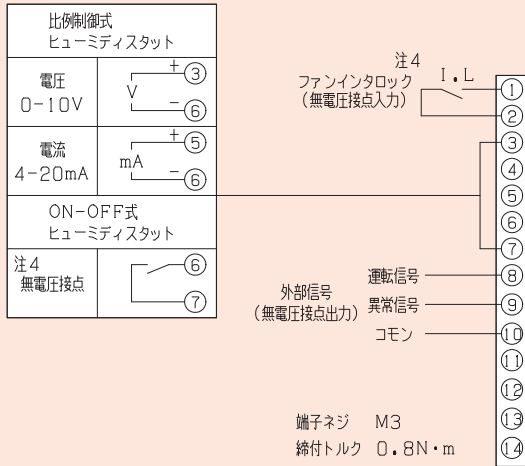 比例制御式
ヒューミディスタット
電圧
0-10V
+
③
V
-
⑥
電流
4-20mA
+
⑤
mA
-
⑥
ON-OFF式
ヒューミディスタット
注4
無電圧接点
⑥
⑦
注4
ファンインタロック
(無電圧接点入力)
I.L
外部信号
(無電圧接点出力)
運転信号
異常信号
コモン
①
②
③
④
⑤
⑥
⑦
⑧
⑨
⑩
⑪
⑫
⑬
⑭
端子ネジ M3
締付トルク 0.8N・m